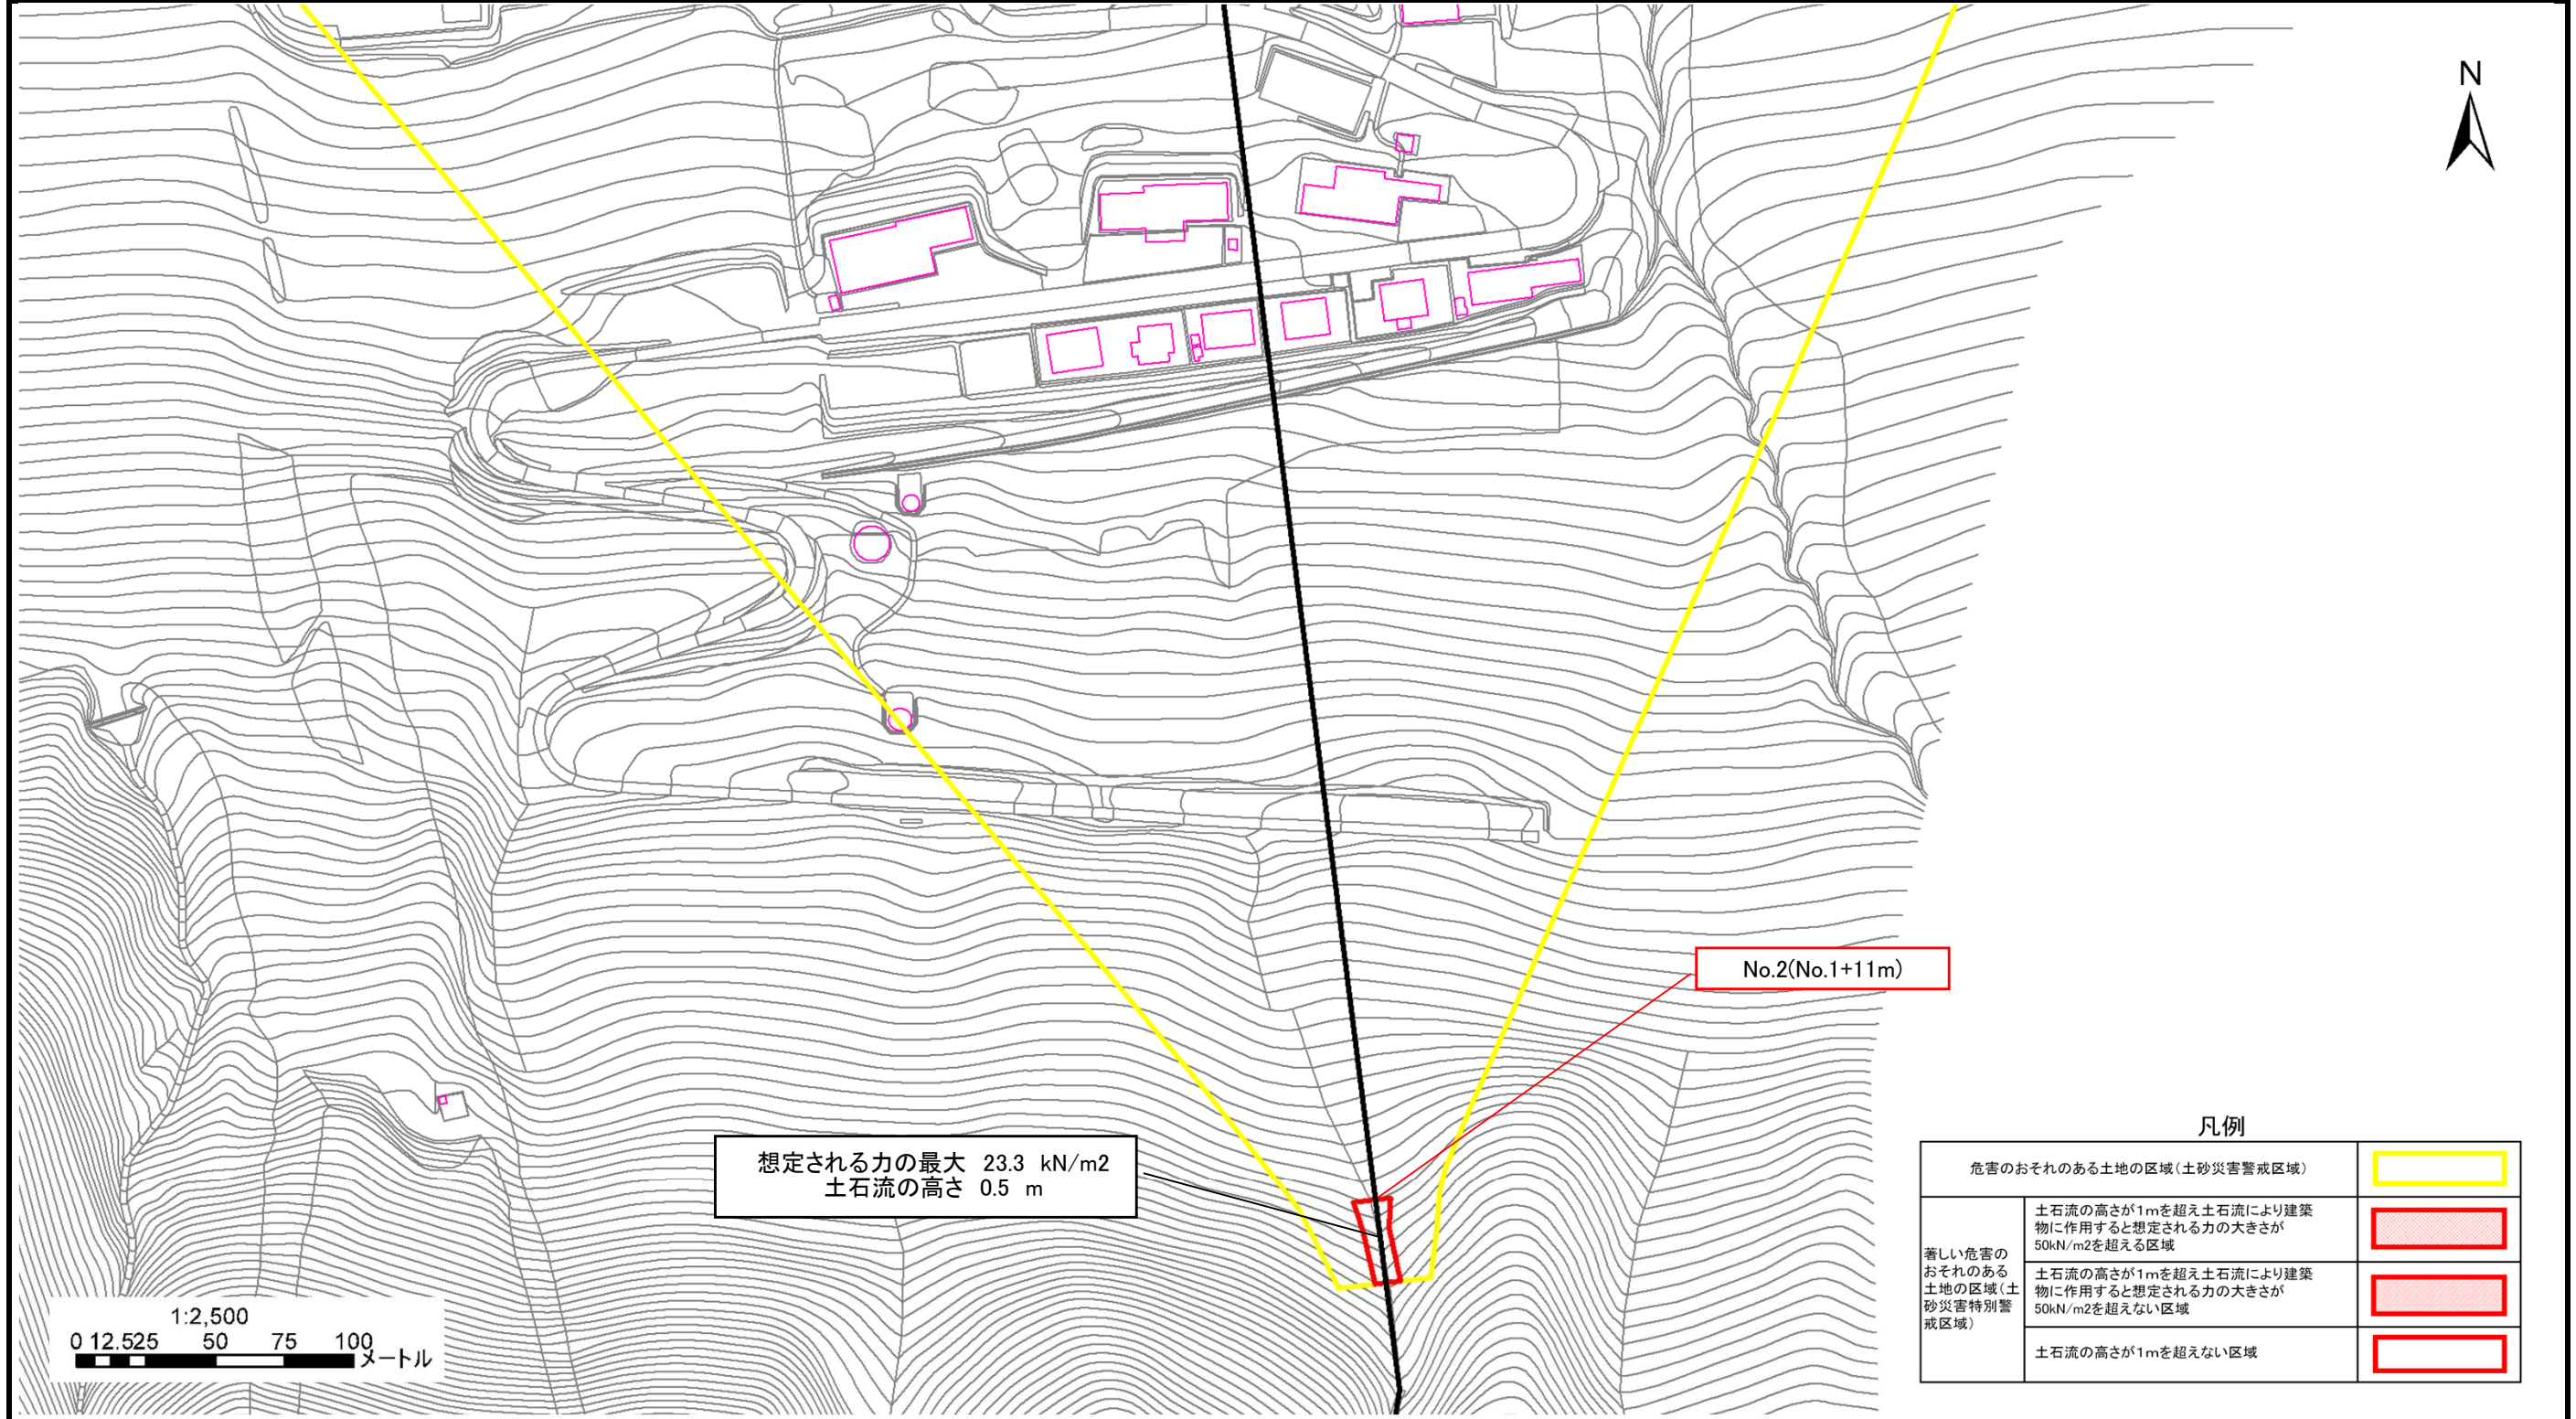 N
No.2(No.1+11m)
想定される力の最大 23.3 kN/m2
土石流の高さ 0.5 m
凡例
危害のおそれのある土地の区域(土砂災害警戒区域)
著しい危害の
おそれのある
土地の区域(土
砂災害特別警
戒区域)
土石流の高さが1mを超え土石流により建築
物に作用すると想定される力の大きさが
50kN/m2を超える区域
土石流の高さが1mを超え土石流により建築
物に作用すると想定される力の大きさが
50kN/m2を超えない区域
土石流の高さが1mを超えない区域
1:2,500
0 12.525 50 75 100
メートル